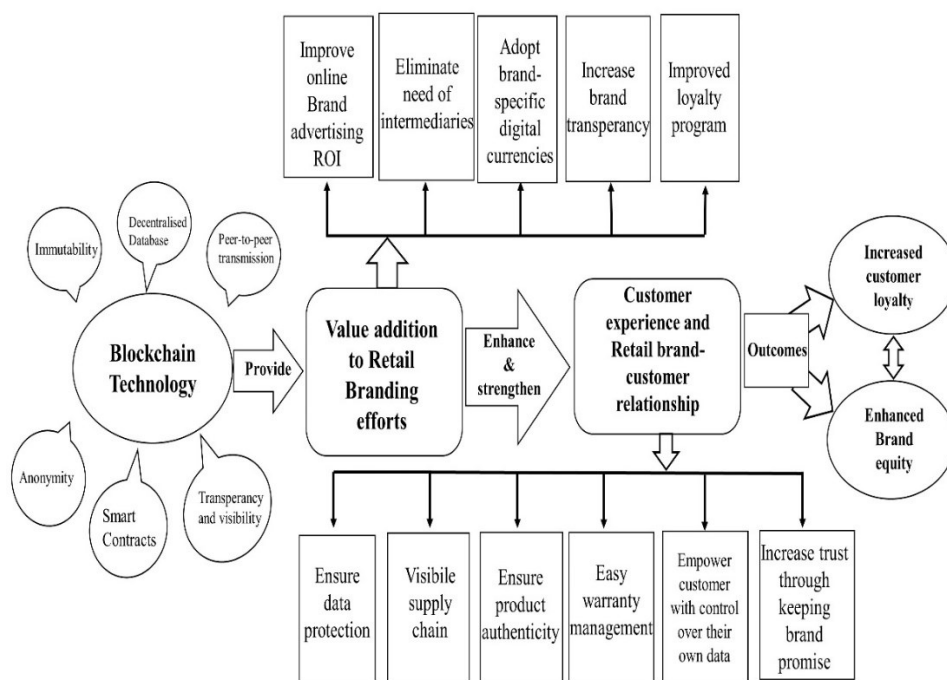 Improve
online
Brand
advertising
ROI
Eliminate
need of
intermediaries
Adopt
brand-
specific
digital
currencies
Increase
brand
transperancy
Improved
loyalty
program
Immutability
Decentralised
Database
Peer-to-peer
transmission
Blockchain
Technology
Anonymity
Smart
Contracts
Transperancy
and visibility
Provide
Value addition
to Retail
Branding
efforts
Enhance
&
strengthen
Customer
experience and
Retail brand-
customer
relationship
Outcomes
Increased
customer
loyalty
Enhanced
Brand
equity
Ensure
data
protection
Visibile
supply
chain
Ensure
product
authenticity
Easy
warranty
management
Empower
customer
with control
over their
own data
Increase trust
through
keeping
brand
promise